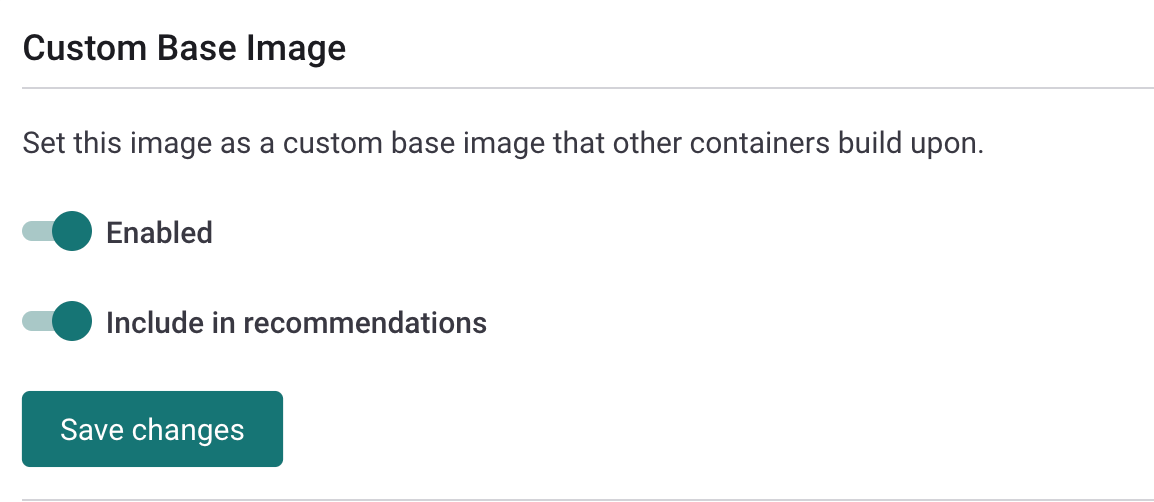 Custom Base Image
Set this image as a custom base image that other containers build upon.
Enabled
Include in recommendations
Save changes